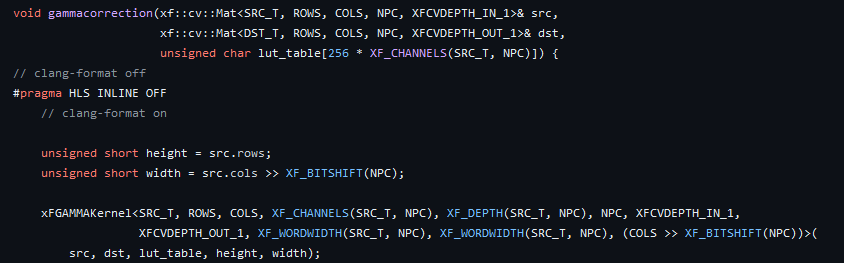 void gammacorrection(xf::cv::Mat<SRC_T, ROWS, COLS, NPC, XFCVDEPTH_IN_1>& src,
                     xf::cv::Mat<DST_T, ROWS, COLS, NPC, XFCVDEPTH_OUT_1>& dst,
                     unsigned char lut_table[256 * XF_CHANNELS(SRC_T, NPC)]) {
// clang-format off
#pragma HLS INLINE OFF
    // clang-format on

    unsigned short height = src.rows;
    unsigned short width = src.cols >> XF_BITSHIFT(NPC);

    xFGAMMAKernel<SRC_T, ROWS, COLS, XF_CHANNELS(SRC_T, NPC), XF_DEPTH(SRC_T, NPC), NPC, XFCVDEPTH_IN_1,
                  XFCVDEPTH_OUT_1, XF_WORDWIDTH(SRC_T, NPC), XF_WORDWIDTH(SRC_T, NPC), (COLS >> XF_BITSHIFT(NPC))>(
        src, dst, lut_table, height, width);